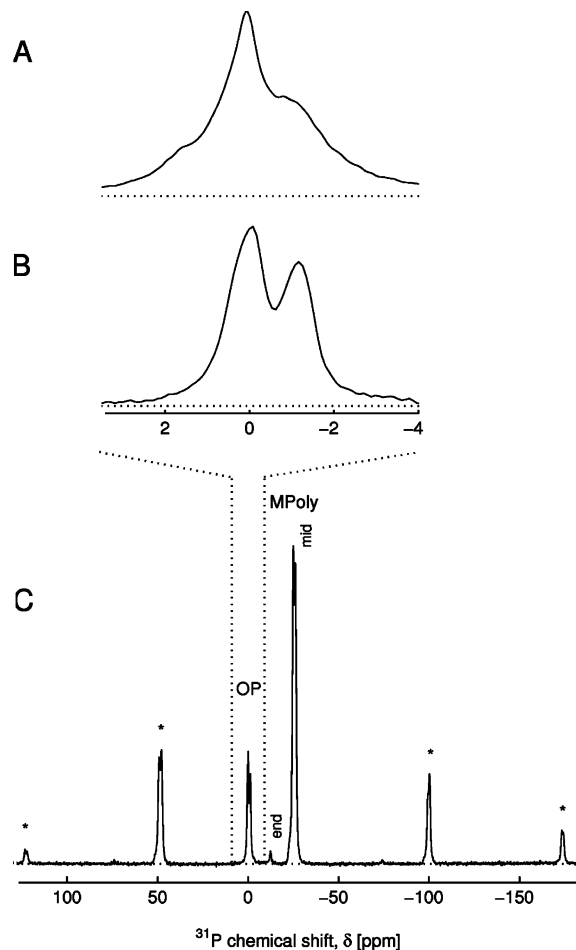 A
B
2 0 −2 −4
MPoly
mid
C
OP
*
*
*
*
end
*
100 50 0 −50 −100 −150
³¹P chemical shift, δ [ppm]